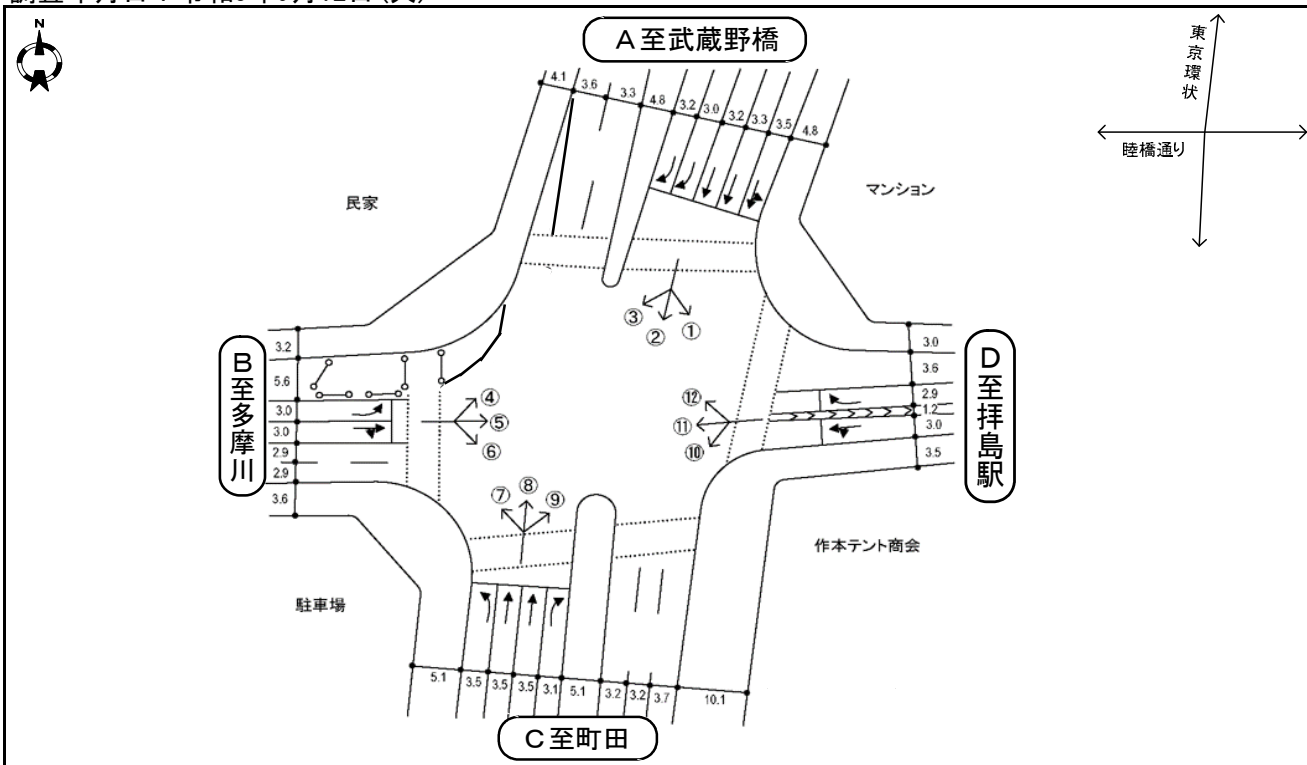 N
A至武蔵野橋
東京環状
睦橋通り
4.1 3.6 3.3 4.8 3.2 3.0 3.2 3.3 3.5 4.8
民家
マンション
③ ② ①
B至多摩川
3.2
5.6
3.0
3.0
2.9
2.9
3.6
④
⑤
⑥
⑫
⑪
⑩
3.0
3.6
2.9
1.2
3.0
3.5
D至拝島駅
⑦ ⑧ ⑨
作本テント商会
駐車場
5.1 3.5 3.5 3.5 3.1 5.1 3.2 3.2 3.7 10.1
C至町田